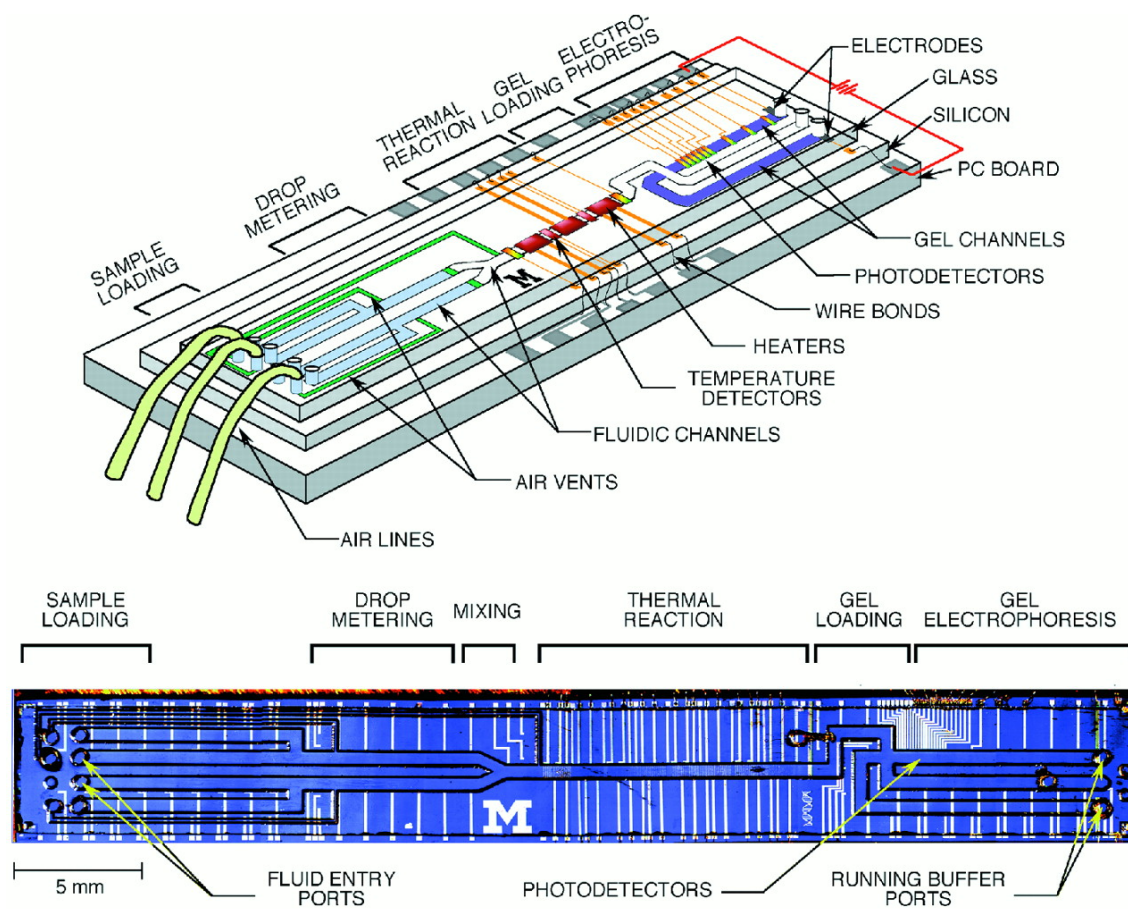 ELECTRO-
PHORESIS
GEL
LOADING
THERMAL
REACTION
DROP
METERING
SAMPLE
LOADING
ELECTRODES
GLASS
SILICON
PC BOARD
GEL CHANNELS
PHOTODETECTORS
WIRE BONDS
HEATERS
TEMPERATURE
DETECTORS
FLUIDIC CHANNELS
AIR VENTS
AIR LINES
M
SAMPLE
LOADING
DROP
METERING
MIXING
THERMAL
REACTION
GEL
LOADING
GEL
ELECTROPHORESIS
M
5 mm
FLUID ENTRY
PORTS
PHOTODETECTORS
RUNNING BUFFER
PORTS